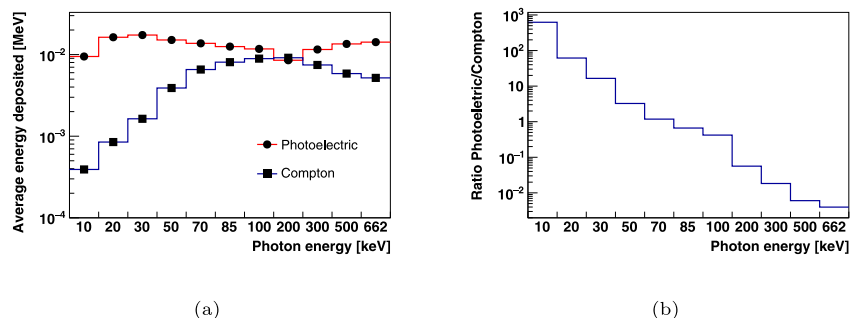 Average energy deposited [MeV]
10⁻²
10⁻³
10⁻⁴
Photoelectric
Compton
10 20 30 50 70 85 100 200 300 500 662
Photon energy [keV]
(a)
Ratio Photoeletric/Compton
10³
10²
10
1
10⁻¹
10⁻²
10 20 30 50 70 85 100 200 300 500 662
Photon energy [keV]
(b)